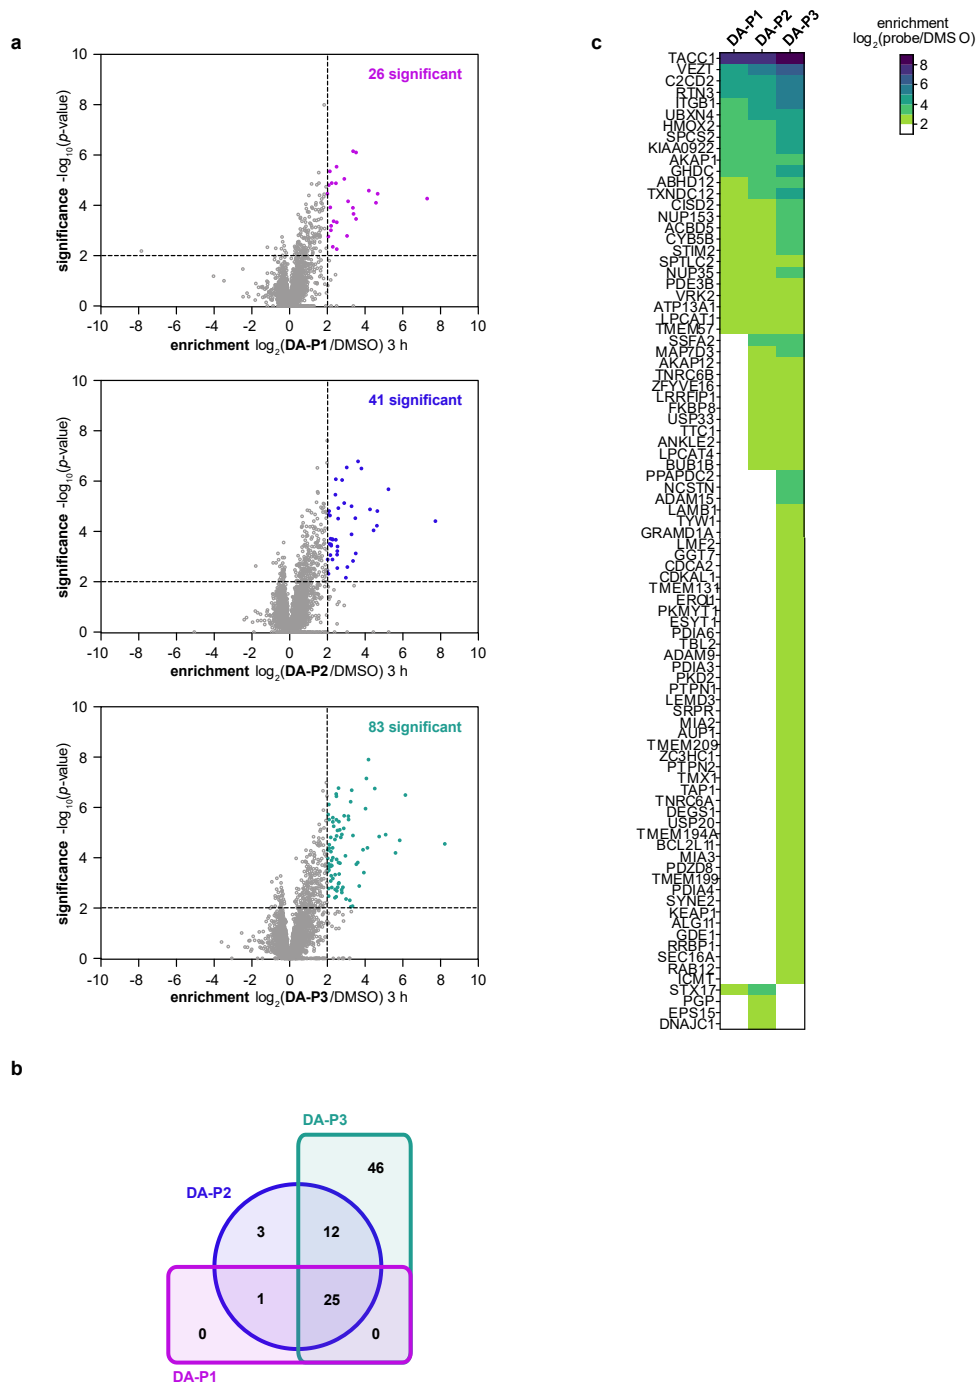 a
10
8
6
4
2
0
significance -log10(p-value)
26 significant
-10 -8 -6 -4 -2 0 2 4 6 8 10
enrichment log2(DA-P1/DMSO) 3 h
10
8
6
4
2
0
significance -log10(p-value)
41 significant
-10 -8 -6 -4 -2 0 2 4 6 8 10
enrichment log2(DA-P2/DMSO) 3 h
10
8
6
4
2
0
significance -log10(p-value)
83 significant
-10 -8 -6 -4 -2 0 2 4 6 8 10
enrichment log2(DA-P3/DMSO) 3 h
b
DA-P3
46
DA-P2
3
12
1
25
0
0
DA-P1
c
DA-P1
DA-P2
DA-P3
enrichment
log2(probe/DMSO)
8
6
4
2
TACC1
VEZT
C2CD2
RTN3
ITGB1
UBXN4
HMOX2
SPCS2
KIAA0922
AKAP1
GHDC
ABHD12
TXNDC12
CISD2
NUP153
ACBD5
CYB5B
STIM2
SPTLC2
NUP35
PDE3B
VRK2
ATP13A1
LPCAT1
TMEM57
SSFA2
MAP7D3
AKAP12
TNRC6B
ZFYVE16
LRRFIP1
FKBP8
USP33
TTC1
ANKLE2
LPCAT4
BUB1B
PPAPDC2
NCSTN
ADAM15
LAMB1
TYW1
GRAMD1A
LMF2
GGT7
CDCA2
CDKAL1
TMEM131
ERO1
PKMYT1
ESYT1
PDIA6
TBL2
ADAM9
PDIA3
PKD2
PTPN1
LEMD3
SRPR
MIA2
AUP1
TMEM209
ZC3HC1
PTPN2
TMX1
TAP1
TNRC6A
DEGS1
USP20
TMEM194A
BCL2L11
MIA3
PDZD8
TMEM199
PDIA4
SYNE2
KEAP1
ALG11
GDE1
RRBP1
SEC16A
RAB12
ICMT
STX17
PGP
EPS15
DNAJC1